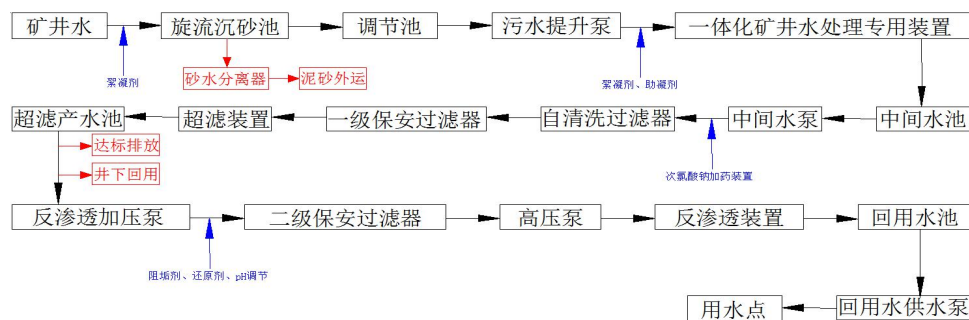 矿井水
旋流沉砂池
调节池
污水提升泵
一体化矿井水处理专用装置
絮凝剂
砂水分离器
泥砂外运
絮凝剂、助凝剂
超滤产水池
超滤装置
一级保安过滤器
自清洗过滤器
中间水泵
中间水池
达标排放
井下回用
次氯酸钠加药装置
反渗透加压泵
二级保安过滤器
高压泵
反渗透装置
回用水池
阻垢剂、还原剂、pH调节
用水点
回用水供水泵